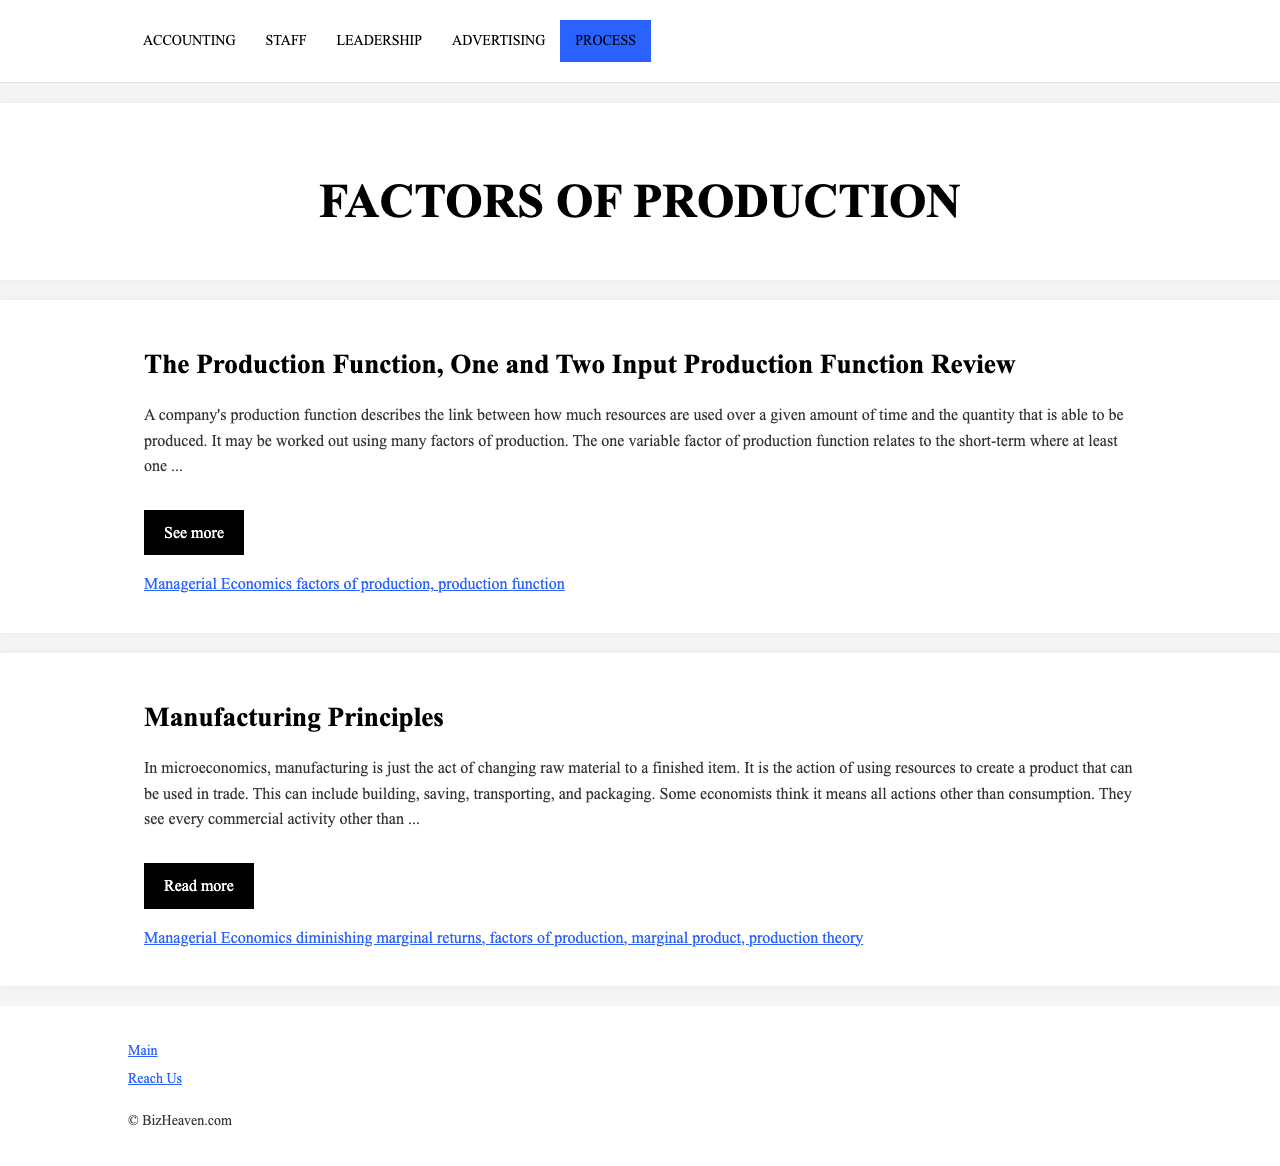 ACCOUNTING STAFF LEADERSHIP ADVERTISING PROCESS
FACTORS OF PRODUCTION
The Production Function, One and Two Input Production Function Review
A company's production function describes the link between how much resources are used over a given amount of time and the quantity that is able to be
produced. It may be worked out using many factors of production. The one variable factor of production function relates to the short-term where at least
one ...
See more
Managerial Economics factors of production, production function
Manufacturing Principles
In microeconomics, manufacturing is just the act of changing raw material to a finished item. It is the action of using resources to create a product that can
be used in trade. This can include building, saving, transporting, and packaging. Some economists think it means all actions other than consumption. They
see every commercial activity other than ...
Read more
Managerial Economics diminishing marginal returns, factors of production, marginal product, production theory
Main
Reach Us
© BizHeaven.com